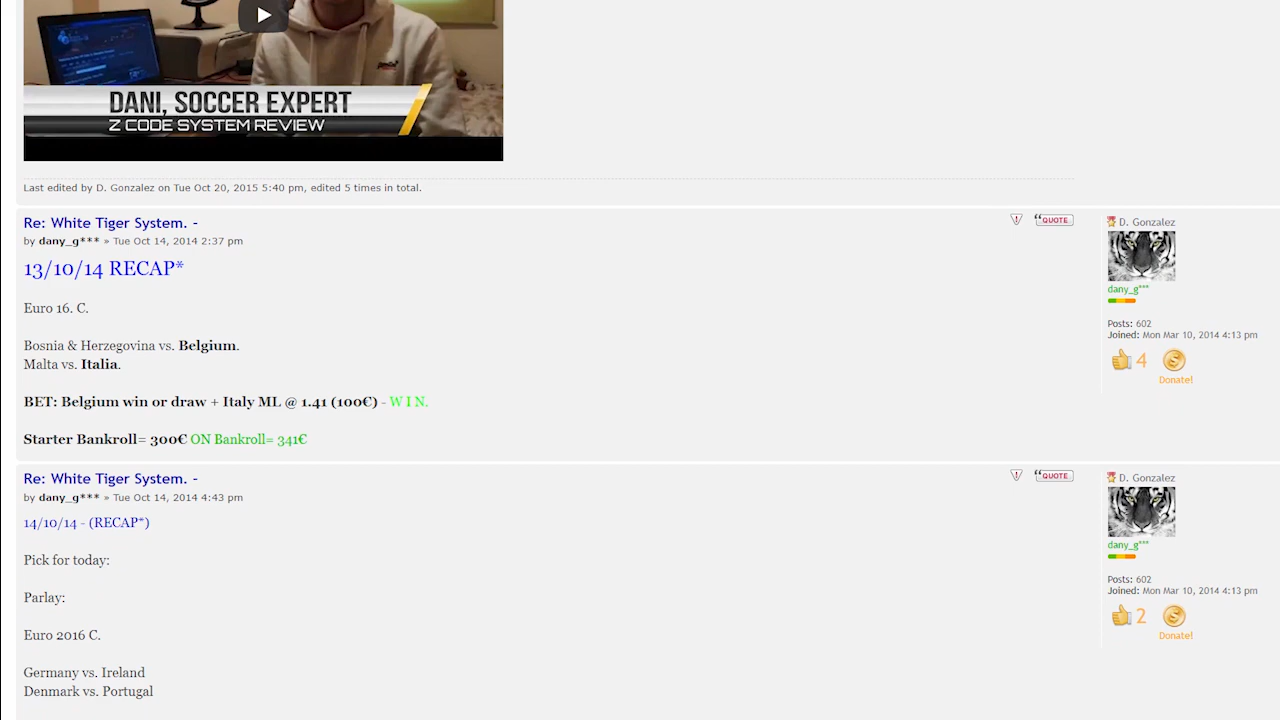 DANI, SOCCER EXPERT
Z CODE SYSTEM REVIEW
Last edited by D. Gonzalez on Tue Oct 20, 2015 5:40 pm, edited 5 times in total.
Re: White Tiger System. -
QUOTE
D. Gonzalez
by dany_g*** » Tue Oct 14, 2014 2:37 pm
13/10/14 RECAP*
dany_g***
Euro 16. C.
Posts: 602
Joined: Mon Mar 10, 2014 4:13 pm
Bosnia & Herzegovina vs. Belgium.
Malta vs. Italia.
4
Donate!
BET: Belgium win or draw + Italy ML @ 1.41 (100€) - W I N.
Starter Bankroll= 300€ ON Bankroll= 341€
Re: White Tiger System. -
QUOTE
D. Gonzalez
by dany_g*** » Tue Oct 14, 2014 4:43 pm
14/10/14 - (RECAP*)
dany_g***
Pick for today:
Posts: 602
Joined: Mon Mar 10, 2014 4:13 pm
Parlay:
2
Donate!
Euro 2016 C.
Germany vs. Ireland
Denmark vs. Portugal